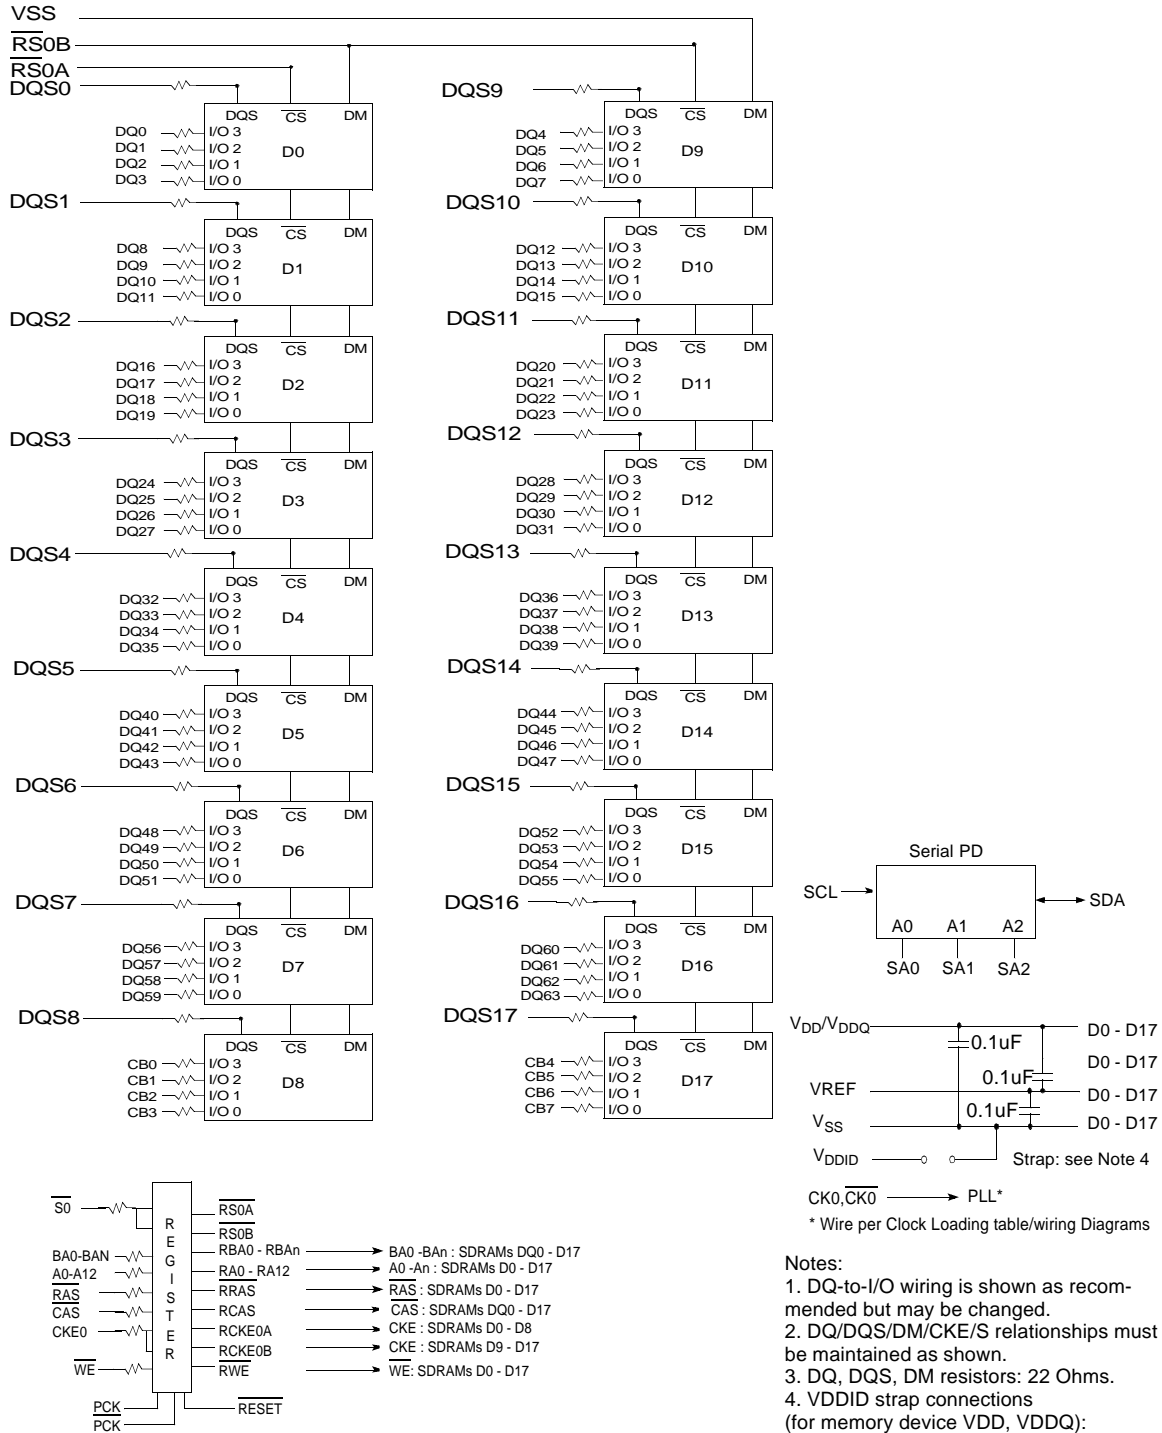 VSS
RS0B
RS0A
DQS0
DQS CS DM
DQ0 I/O 3
DQ1 I/O 2
DQ2 I/O 1
DQ3 I/O 0
D0
DQS1
DQS CS DM
DQ8 I/O 3
DQ9 I/O 2
DQ10 I/O 1
DQ11 I/O 0
D1
DQS2
DQS CS DM
DQ16 I/O 3
DQ17 I/O 2
DQ18 I/O 1
DQ19 I/O 0
D2
DQS3
DQS CS DM
DQ24 I/O 3
DQ25 I/O 2
DQ26 I/O 1
DQ27 I/O 0
D3
DQS4
DQS CS DM
DQ32 I/O 3
DQ33 I/O 2
DQ34 I/O 1
DQ35 I/O 0
D4
DQS5
DQS CS DM
DQ40 I/O 3
DQ41 I/O 2
DQ42 I/O 1
DQ43 I/O 0
D5
DQS6
DQS CS DM
DQ48 I/O 3
DQ49 I/O 2
DQ50 I/O 1
DQ51 I/O 0
D6
DQS7
DQS CS DM
DQ56 I/O 3
DQ57 I/O 2
DQ58 I/O 1
DQ59 I/O 0
D7
DQS8
DQS CS DM
CB0 I/O 3
CB1 I/O 2
CB2 I/O 1
CB3 I/O 0
D8
DQS9
DQS CS DM
DQ4 I/O 3
DQ5 I/O 2
DQ6 I/O 1
DQ7 I/O 0
D9
DQS10
DQS CS DM
DQ12 I/O 3
DQ13 I/O 2
DQ14 I/O 1
DQ15 I/O 0
D10
DQS11
DQS CS DM
DQ20 I/O 3
DQ21 I/O 2
DQ22 I/O 1
DQ23 I/O 0
D11
DQS12
DQS CS DM
DQ28 I/O 3
DQ29 I/O 2
DQ30 I/O 1
DQ31 I/O 0
D12
DQS13
DQS CS DM
DQ36 I/O 3
DQ37 I/O 2
DQ38 I/O 1
DQ39 I/O 0
D13
DQS14
DQS CS DM
DQ44 I/O 3
DQ45 I/O 2
DQ46 I/O 1
DQ47 I/O 0
D14
DQS15
DQS CS DM
DQ52 I/O 3
DQ53 I/O 2
DQ54 I/O 1
DQ55 I/O 0
D15
DQS16
DQS CS DM
DQ60 I/O 3
DQ61 I/O 2
DQ62 I/O 1
DQ63 I/O 0
D16
DQS17
DQS CS DM
CB4 I/O 3
CB5 I/O 2
CB6 I/O 1
CB7 I/O 0
D17
Serial PD
SCL
SDA
A0 A1 A2
SA0 SA1 SA2
VDD/VDDQ 0.1uF D0 - D17
D0 - D17
0.1uF
VREF D0 - D17
0.1uF
VSS D0 - D17
VDDID Strap: see Note 4
CK0,CK0 PLL*
* Wire per Clock Loading table/wiring Diagrams
S0
BA0-BAN
A0-A12
RAS
CAS
CKE0
WE
PCK
PCK
REGISTER
RESET
RS0A
RS0B
RBA0 - RBAn BA0 -BAn : SDRAMs DQ0 - D17
RA0 - RA12 A0 -An : SDRAMs D0 - D17
RRAS RAS : SDRAMs D0 - D17
RCAS CAS : SDRAMs DQ0 - D17
RCKE0A CKE : SDRAMs D0 - D8
RCKE0B CKE : SDRAMs D9 - D17
RWE WE: SDRAMs D0 - D17
Notes:
1. DQ-to-I/O wiring is shown as recom-
mended but may be changed.
2. DQ/DQS/DM/CKE/S relationships must
be maintained as shown.
3. DQ, DQS, DM resistors: 22 Ohms.
4. VDDID strap connections
(for memory device VDD, VDDQ):